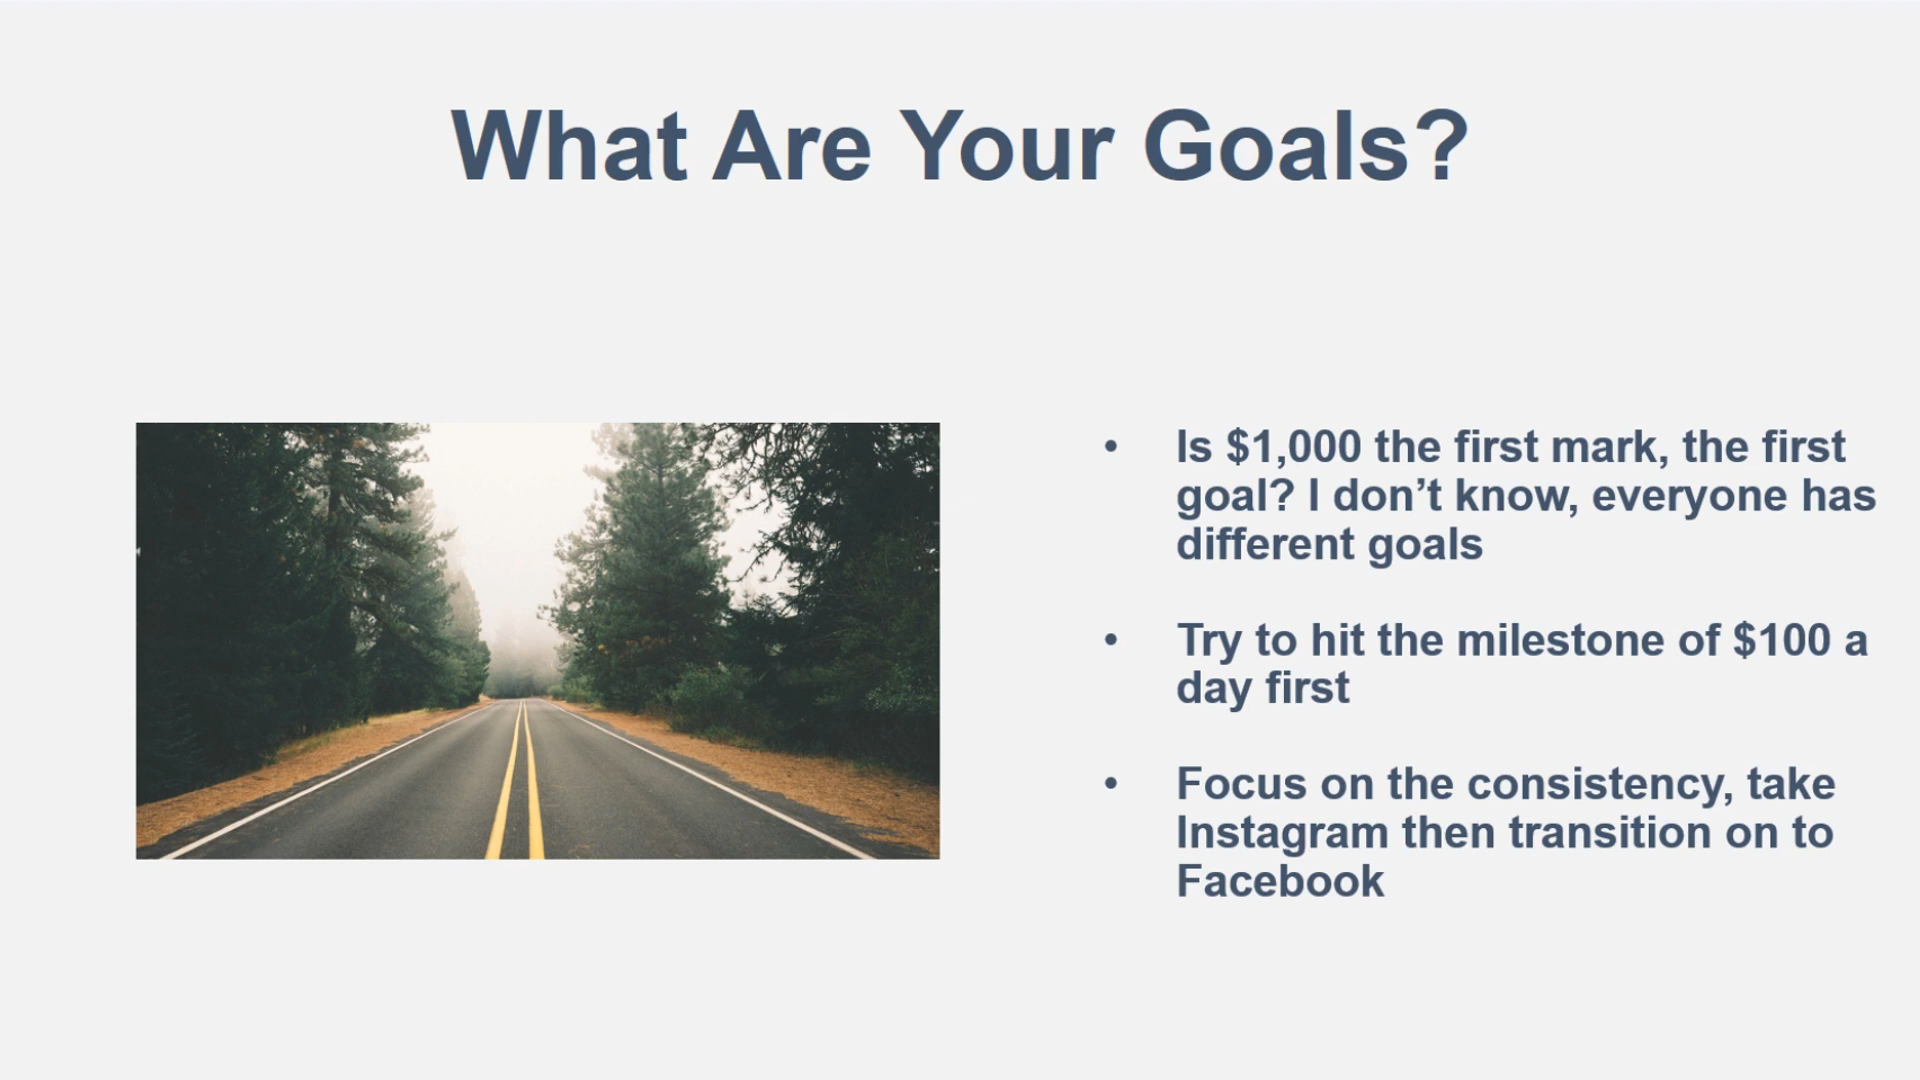 What Are Your Goals?
• Is $1,000 the first mark, the first
goal? I don’t know, everyone has
different goals
• Try to hit the milestone of $100 a
day first
• Focus on the consistency, take
Instagram then transition on to
Facebook